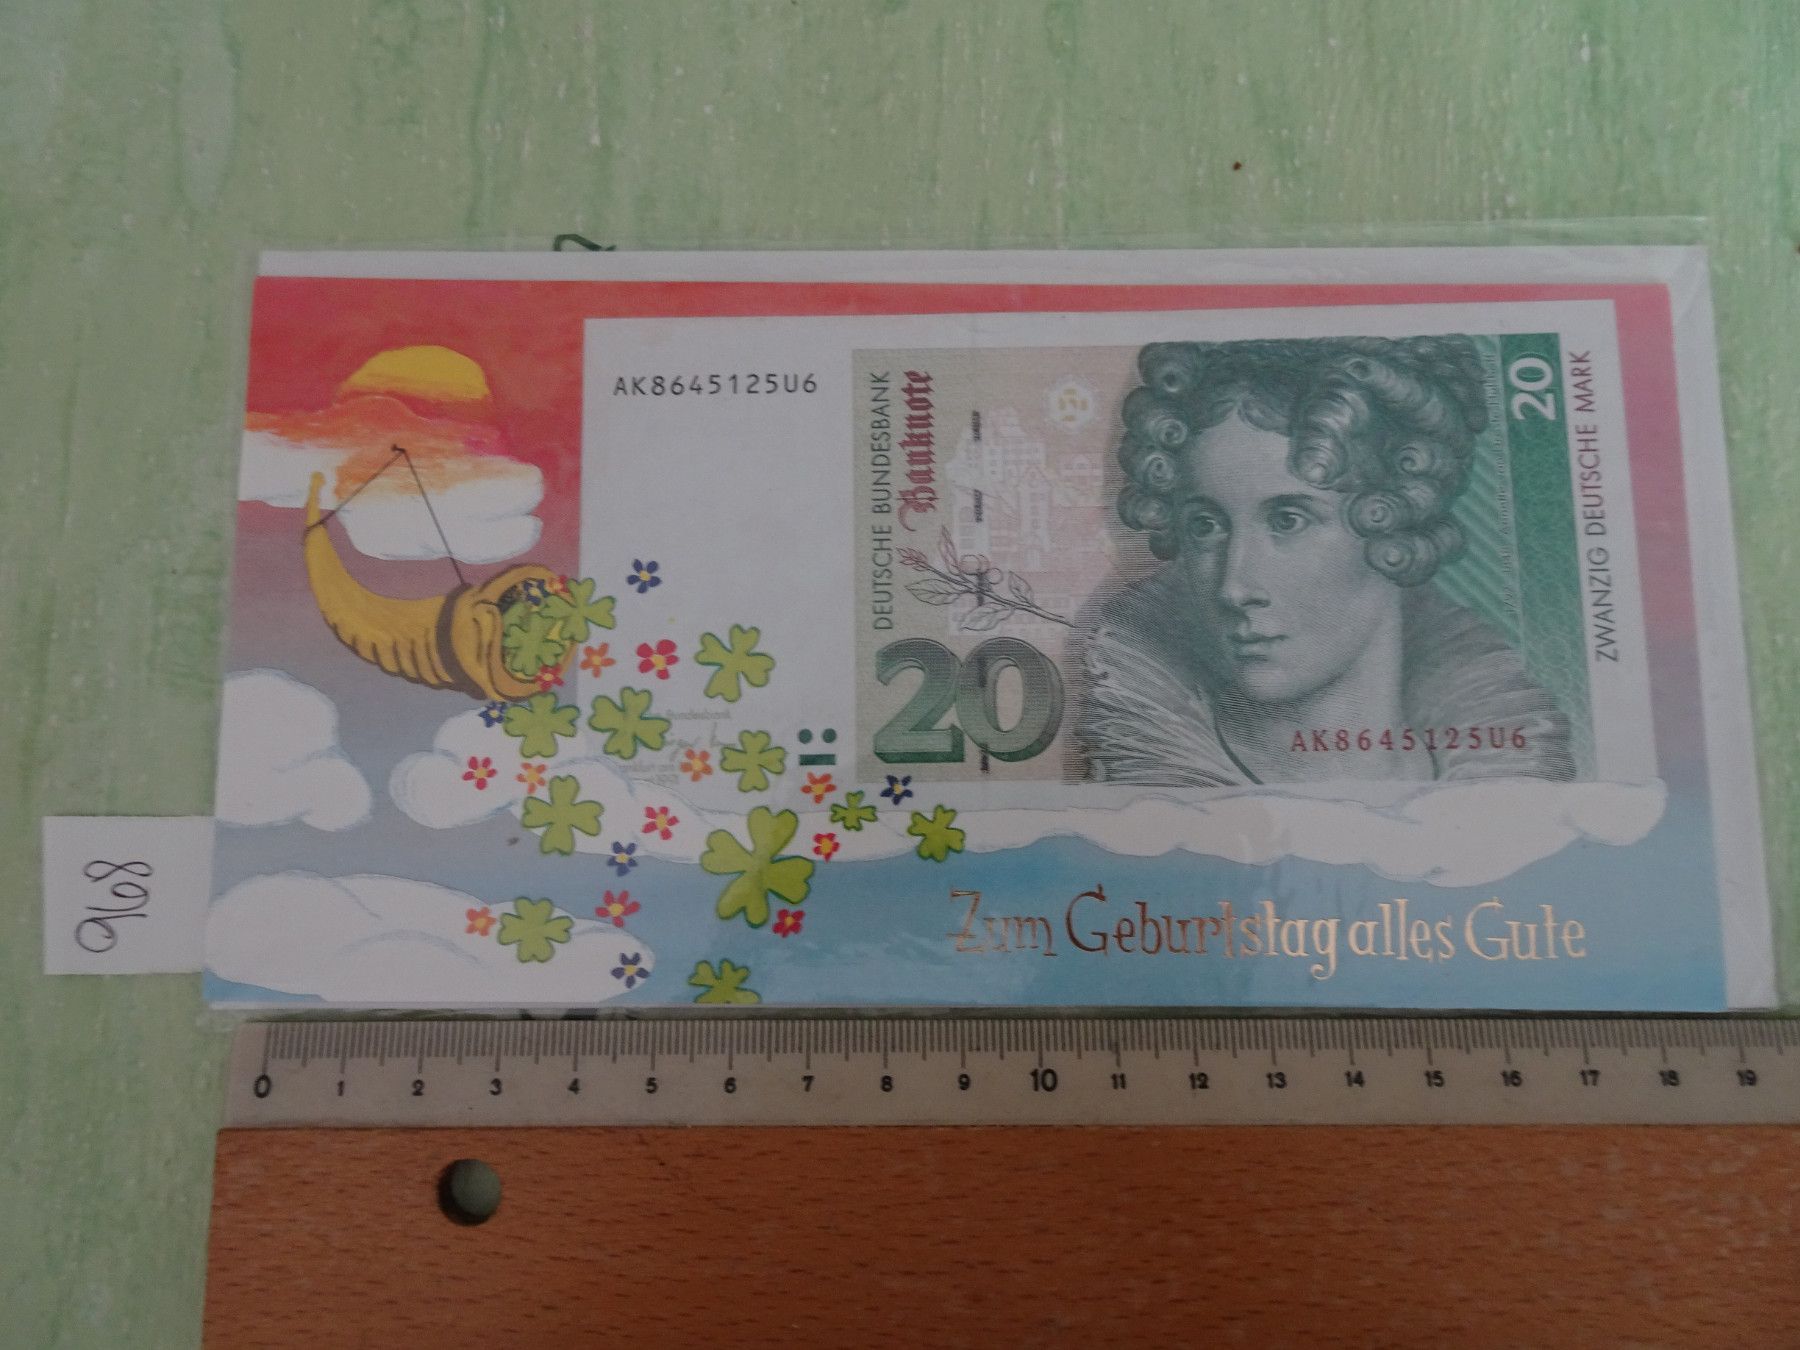 AK8645125U6
DEUTSCHE BUNDESBANK
Banknote
20
20
ZWANZIG DEUTSCHE MARK
Bundesbank
AK8645125U6
Zum Geburtstag alles Gute
968
0 1 2 3 4 5 6 7 8 9 10 11 12 13 14 15 16 17 18 19